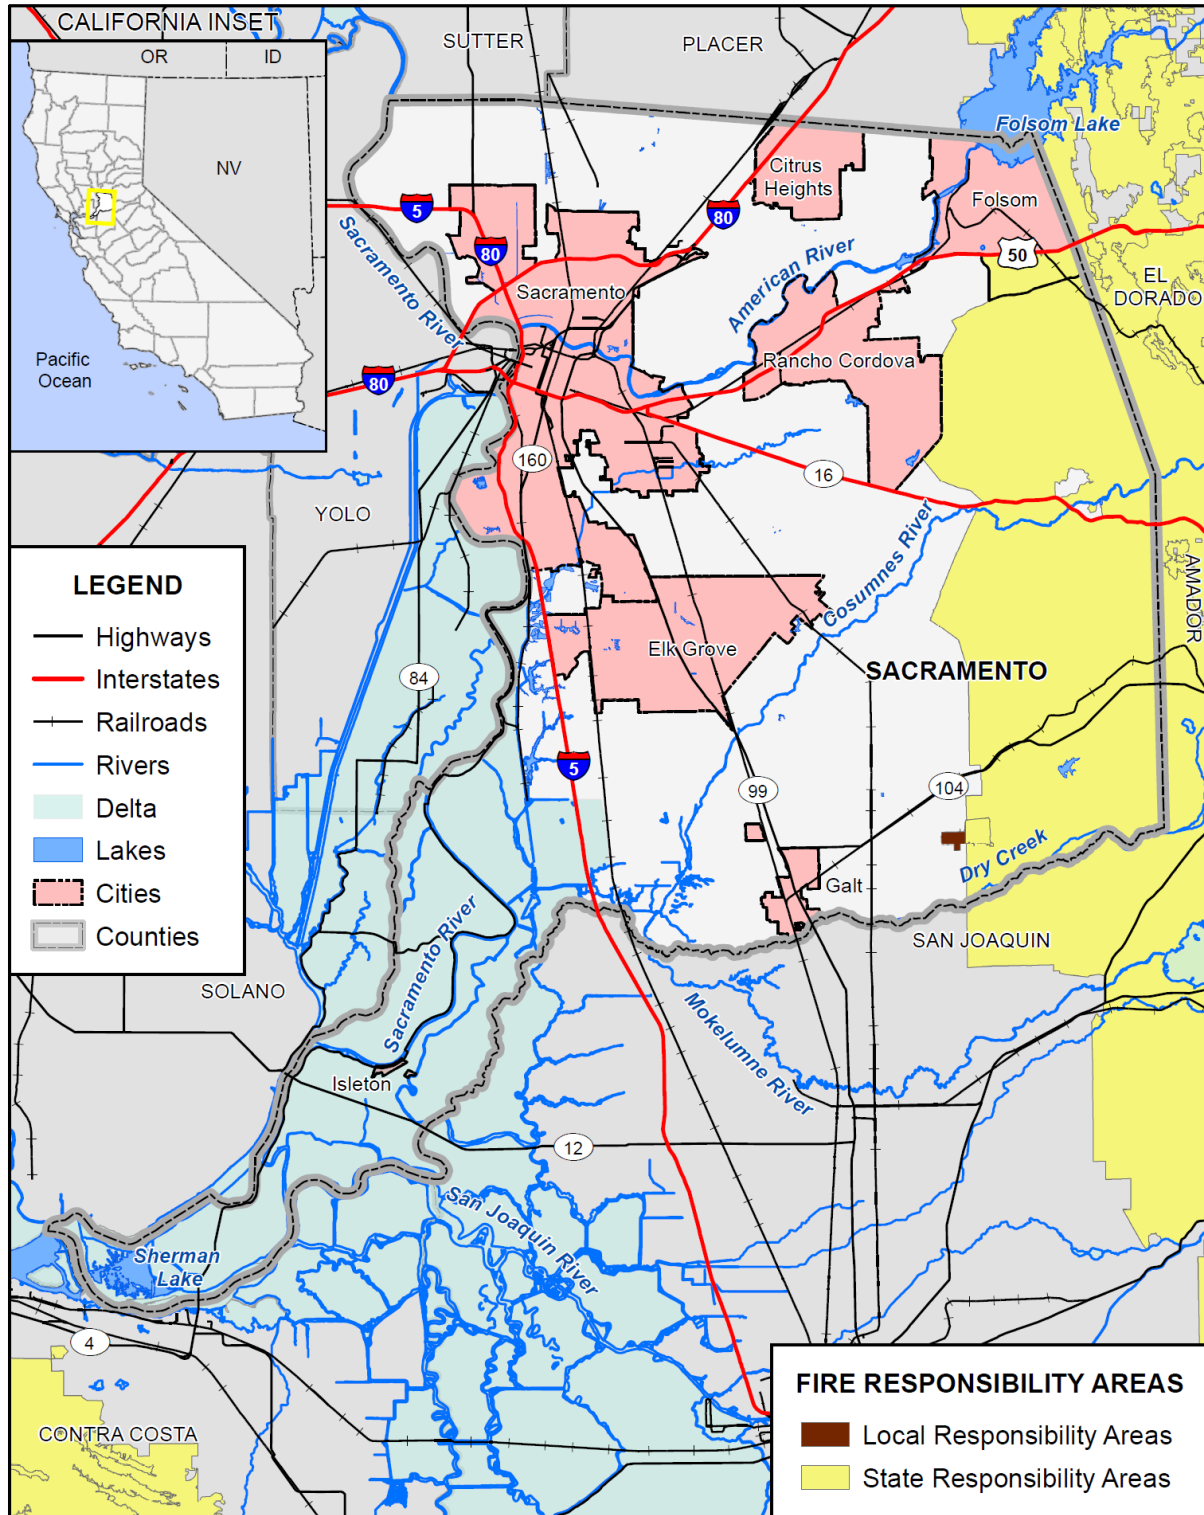 CALIFORNIA INSET
OR
ID
NV
Pacific
Ocean
SUTTER
PLACER
Folsom Lake
Citrus
Heights
Folsom
5
80
80
50
Sacramento River
Sacramento
American River
EL
DORADO
Rancho Cordova
80
160
16
YOLO
Cosumnes River
AMADOR
LEGEND
Highways
Interstates
Railroads
Rivers
Delta
Lakes
Cities
Counties
Elk Grove
SACRAMENTO
84
5
99
104
Dry Creek
Galt
SAN JOAQUIN
SOLANO
Sacramento River
Mokelumne River
Isleton
12
San Joaquin River
Sherman
Lake
4
CONTRA COSTA
FIRE RESPONSIBILITY AREAS
Local Responsibility Areas
State Responsibility Areas